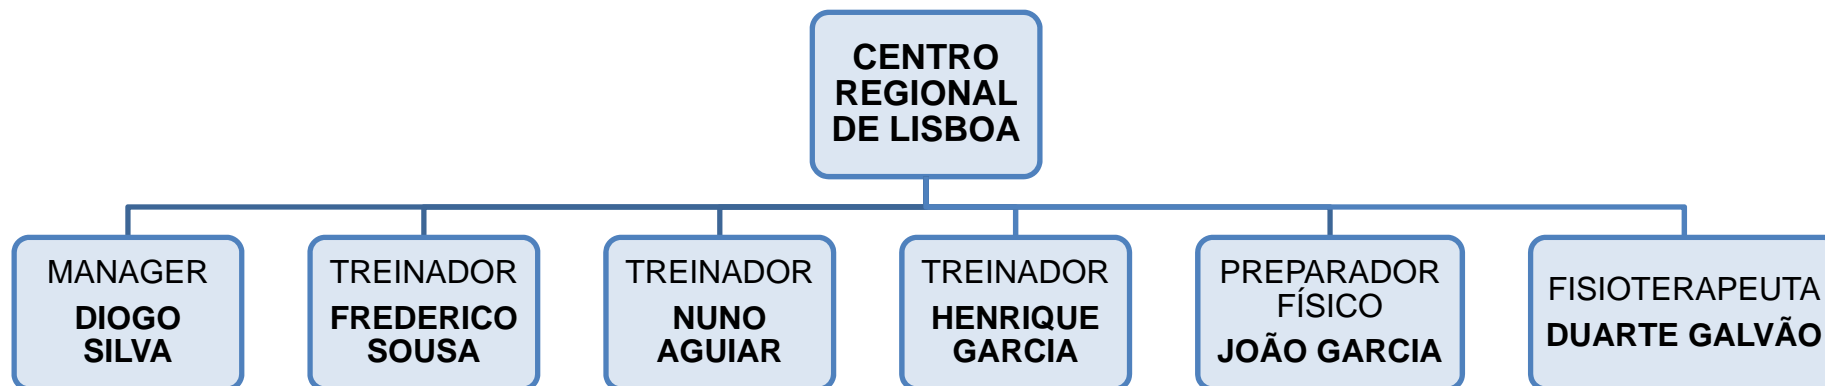 CENTRO
REGIONAL
DE LISBOA
MANAGER
DIOGO
SILVA
TREINADOR
FREDERICO
SOUSA
TREINADOR
NUNO
AGUIAR
TREINADOR
HENRIQUE
GARCIA
PREPARADOR
FÍSICO
JOÃO GARCIA
FISIOTERAPEUTA
DUARTE GALVÃO